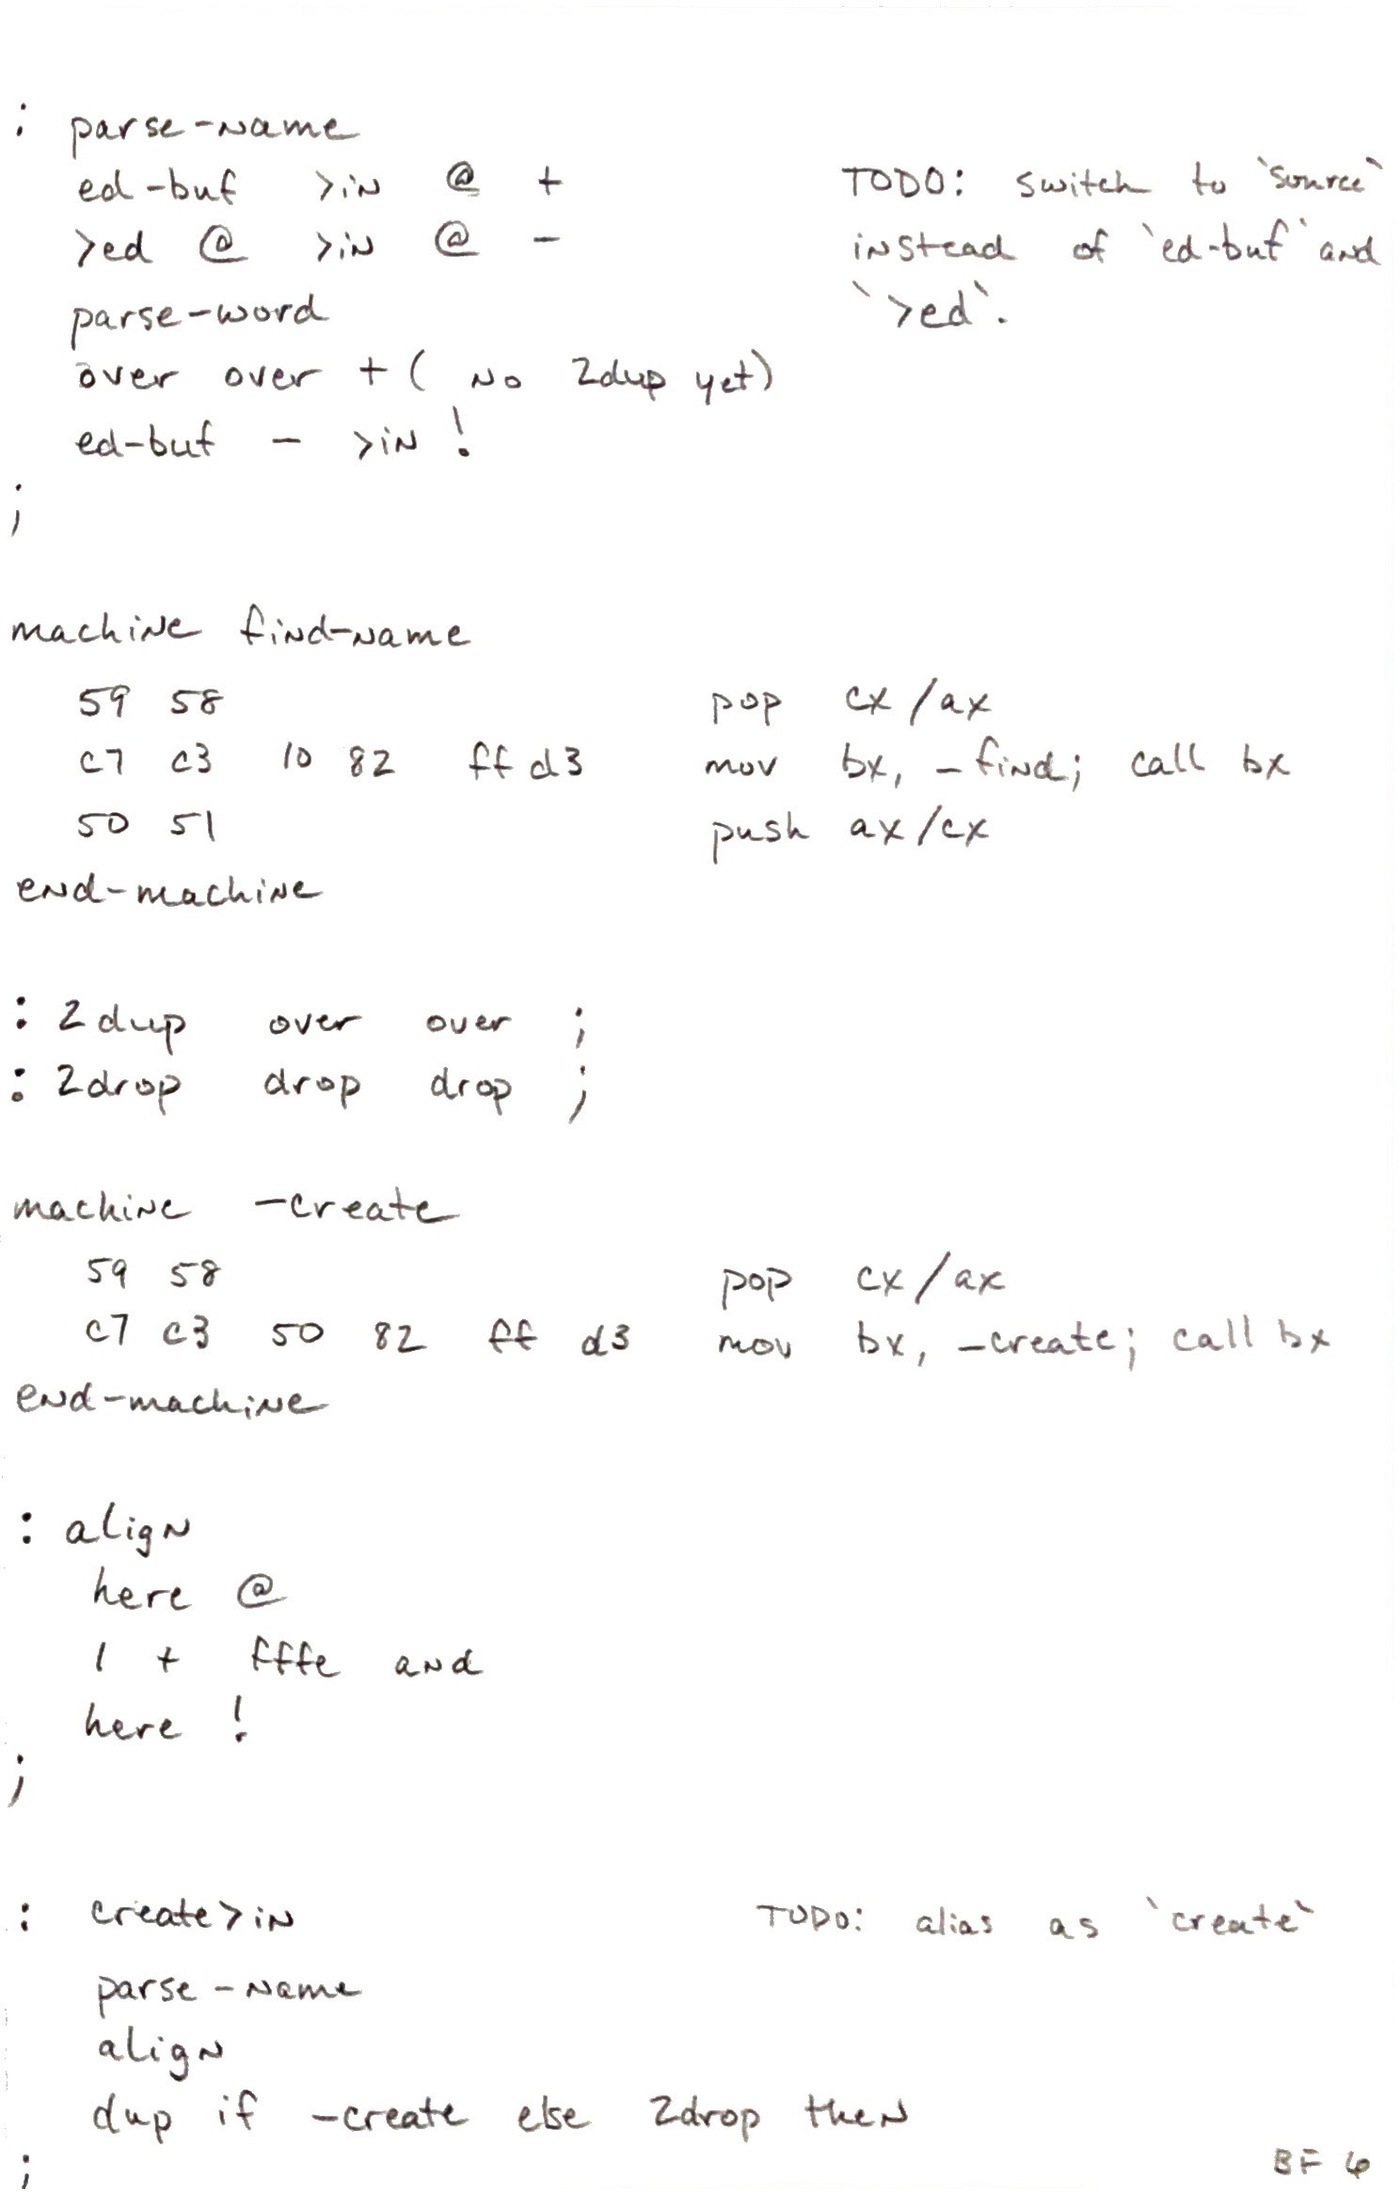 : parse-name
ed-buf >in @ + TODO: switch to `source`
>ed @ >in @ - instead of `ed-buf` and
parse-word `>ed`.
over over + ( no 2dup yet)
ed-buf - >in !
;
machine find-name
59 58 pop cx/ax
c7 c3 10 82 ff d3 mov bx, -find; call bx
50 51 push ax/cx
end-machine
: 2dup over over ;
: 2drop drop drop ;
machine -create
59 58 pop cx/ax
c7 c3 50 82 ff d3 mov bx, -create; call bx
end-machine
: align
here @
1 + fffe and
here !
;
: create>in TODO: alias as `create`
parse-name
align
dup if -create else 2drop then
;
BF 6